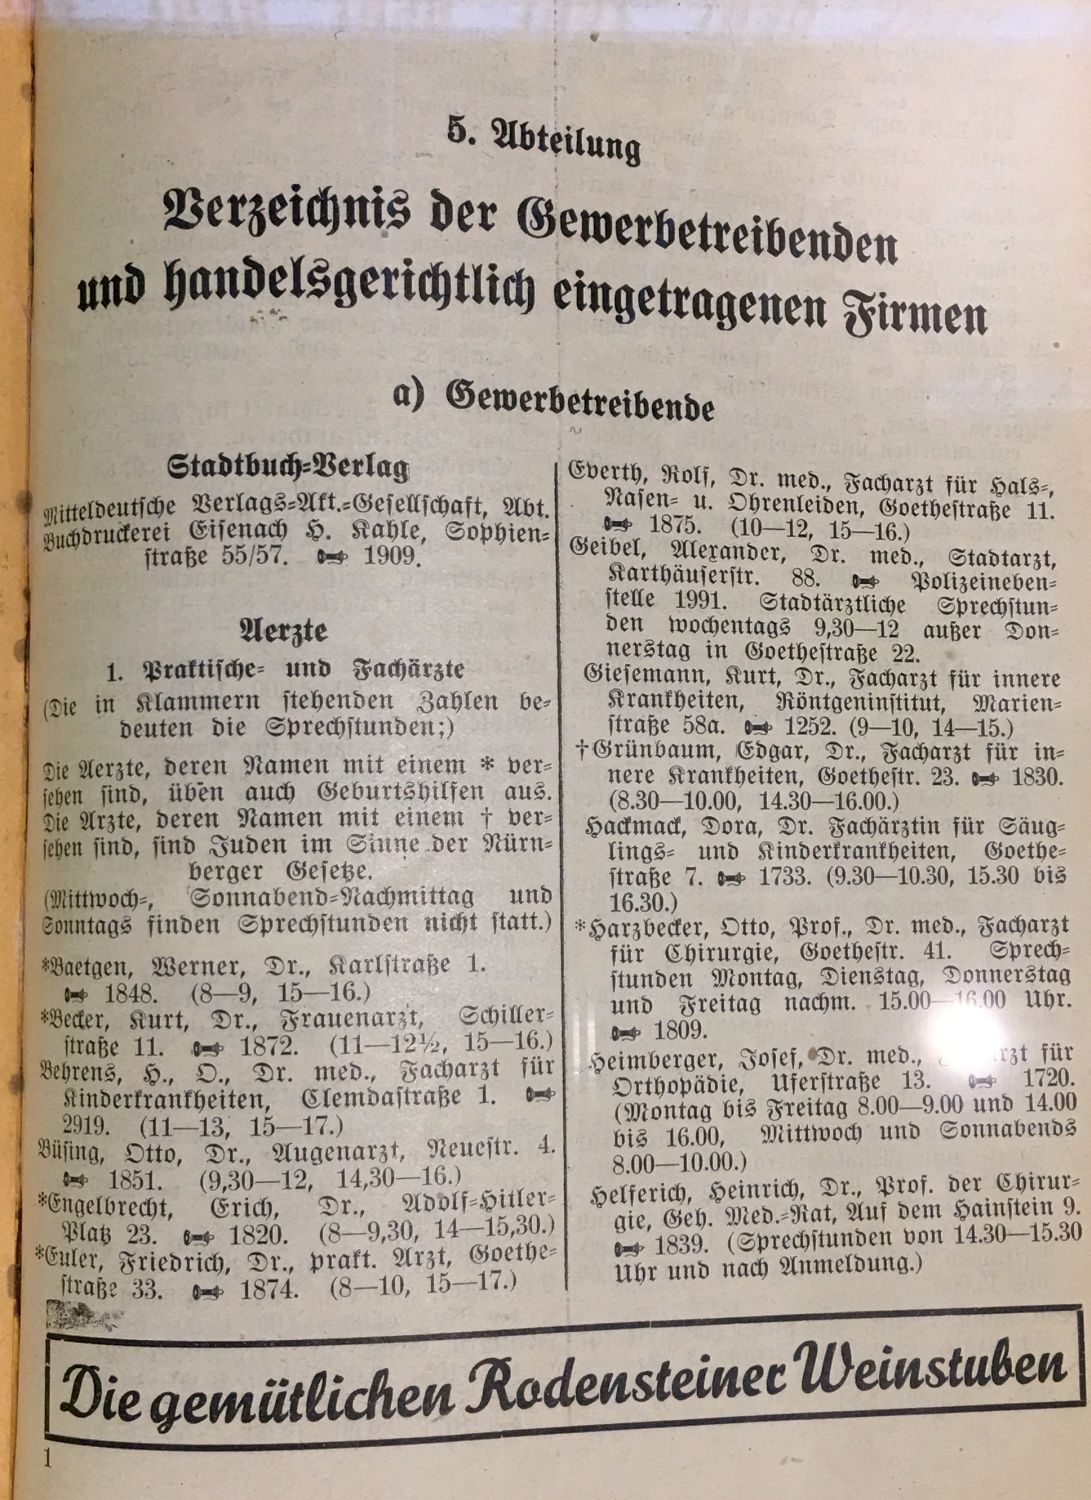 5. Abteilung
Verzeichnis der Gewerbetreibenden
und handelsgerichtlich eingetragenen Firmen
a) Gewerbetreibende
Stadtbuch-Verlag
Mitteldeutsche Verlags-Akt.-Gesellschaft, Abt.
Buchdruckerei Eisenach H. Kahle, Sophien-
straße 55/57. 1909.
Aerzte
1. Praktische- und Fachärzte
(Die in Klammern stehenden Zahlen be-
deuten die Sprechstunden;)
Die Aerzte, deren Namen mit einem * ver-
sehen sind, üben auch Geburtshilfen aus.
Die Arzte, deren Namen mit einem † ver-
sehen sind, sind Juden im Sinne der Nürn-
berger Gesetze.
(Mittwoch-, Sonnabend-Nachmittag und
Sonntags finden Sprechstunden nicht statt.)
*Baetgen, Werner, Dr., Karlstraße 1.
1848. (8—9, 15—16.)
*Becker, Kurt, Dr., Frauenarzt, Schiller-
straße 11. 1872. (11—12½, 15—16.)
Behrens, H., O., Dr. med., Facharzt für
Kinderkrankheiten, Clemdastraße 1.
2919. (11—13, 15—17.)
Büsing, Otto, Dr., Augenarzt, Neuestr. 4.
1851. (9,30—12, 14,30—16.)
*Engelbrecht, Erich, Dr., Adolf-Hitler-
Platz 23. 1820. (8—9,30, 14—15,30.)
*Euler, Friedrich, Dr., prakt. Arzt, Goethe-
straße 33. 1874. (8—10, 15—17.)
Everth, Rolf, Dr. med., Facharzt für Hals-,
Nasen- u. Ohrenleiden, Goethestraße 11.
1875. (10—12, 15—16.)
Geibel, Alexander, Dr. med., Stadtarzt,
Karthäuserstr. 88. Polizeineben-
stelle 1991. Stadtärztliche Sprechstun-
den wochentags 9,30—12 außer Don-
nerstag in Goethestraße 22.
Giesemann, Kurt, Dr., Facharzt für innere
Krankheiten, Röntgeninstitut, Marien-
straße 58a. 1252. (9—10, 14—15.)
†Grünbaum, Edgar, Dr., Facharzt für in-
nere Krankheiten, Goethestr. 23. 1830.
(8.30—10.00, 14.30—16.00.)
Hackmack, Dora, Dr. Fachärztin für Säug-
lings- und Kinderkrankheiten, Goethe-
straße 7. 1733. (9.30—10.30, 15.30 bis
16.30.)
*Harzbecker, Otto, Prof., Dr. med., Facharzt
für Chirurgie, Goethestr. 41. Sprech-
stunden Montag, Dienstag, Donnerstag
und Freitag nachm. 15.00—16.00 Uhr.
1809.
Heimberger, Josef, Dr. med., Facharzt für
Orthopädie, Uferstraße 13. 1720.
(Montag bis Freitag 8.00—9.00 und 14.00
bis 16.00, Mittwoch und Sonnabends
8.00—10.00.)
Helferich, Heinrich, Dr., Prof. der Chirur-
gie, Geh. Med.-Rat, Auf dem Hainstein 9.
1839. (Sprechstunden von 14.30—15.30
Uhr und nach Anmeldung.)
Die gemütlichen Rodensteiner Weinstuben
1